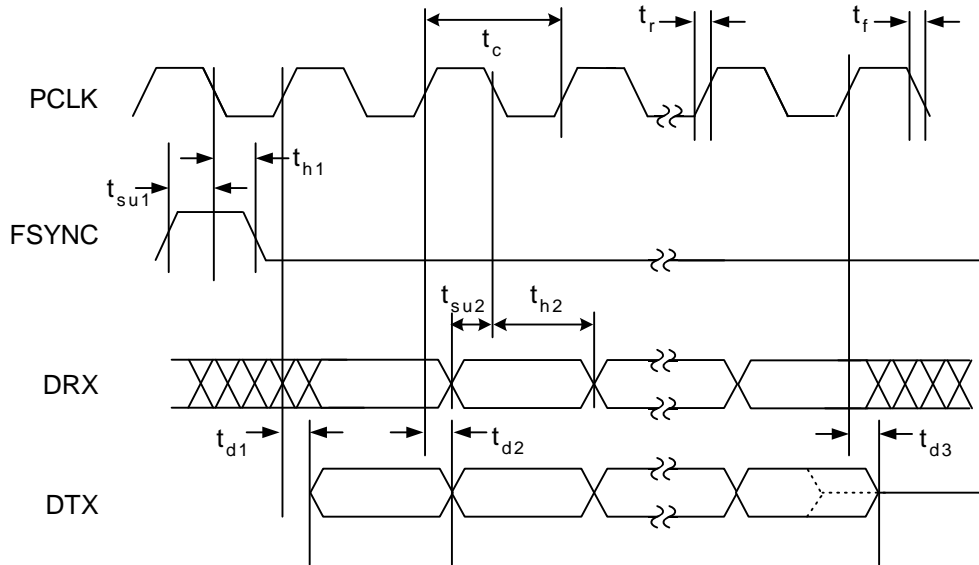 t_r
t_f
t_c
PCLK
t_h1
t_su1
FSYNC
t_su2
t_h2
DRX
t_d1
t_d2
t_d3
DTX